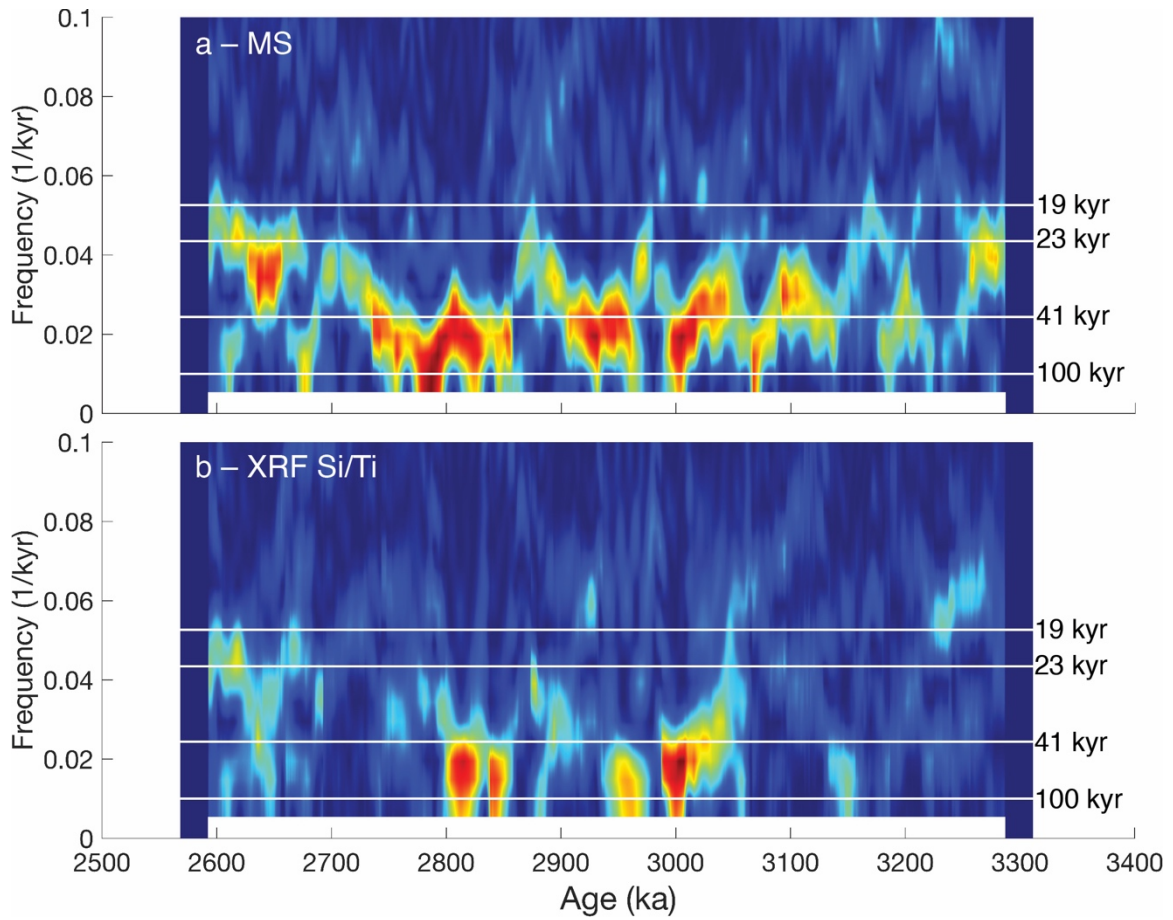 0.1
a – MS
0.08
0.06
0.04
0.02
0
Frequency (1/kyr)
19 kyr
23 kyr
41 kyr
100 kyr
0.1
b – XRF Si/Ti
0.08
0.06
0.04
0.02
0
Frequency (1/kyr)
19 kyr
23 kyr
41 kyr
100 kyr
2500 2600 2700 2800 2900 3000 3100 3200 3300 3400
Age (ka)